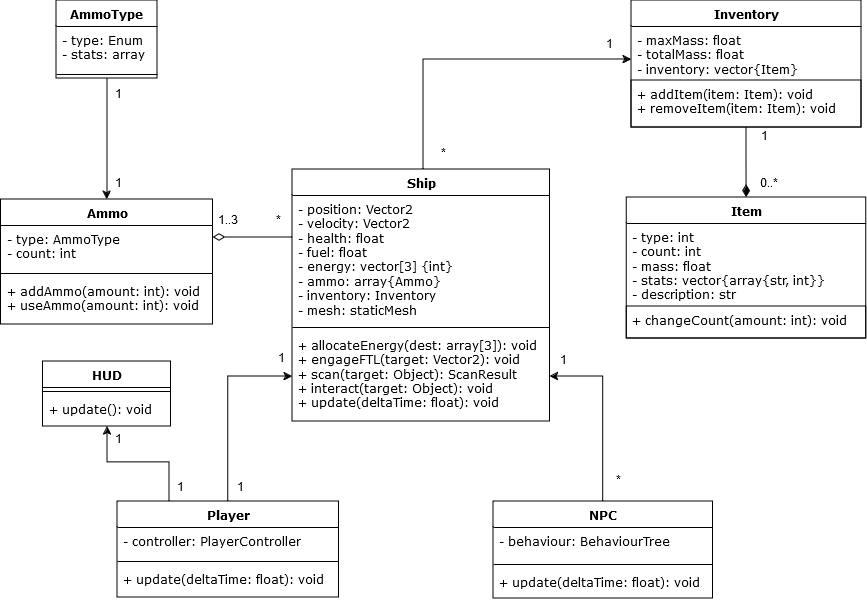 AmmoType
- type: Enum
- stats: array
1
1
Ammo
- type: AmmoType
- count: int
+ addAmmo(amount: int): void
+ useAmmo(amount: int): void
1..3
*
Inventory
- maxMass: float
- totalMass: float
- inventory: vector{Item}
+ addItem(item: Item): void
+ removeItem(item: Item): void
1
*
1
0..*
Ship
- position: Vector2
- velocity: Vector2
- health: float
- fuel: float
- energy: vector[3] {int}
- ammo: array{Ammo}
- inventory: Inventory
- mesh: staticMesh
+ allocateEnergy(dest: array[3]): void
+ engageFTL(target: Vector2): void
+ scan(target: Object): ScanResult
+ interact(target: Object): void
+ update(deltaTime: float): void
Item
- type: int
- count: int
- mass: float
- stats: vector{array{str, int}}
- description: str
+ changeCount(amount: int): void
HUD
+ update(): void
1
1
1
1
1
*
Player
- controller: PlayerController
+ update(deltaTime: float): void
NPC
- behaviour: BehaviourTree
+ update(deltaTime: float): void